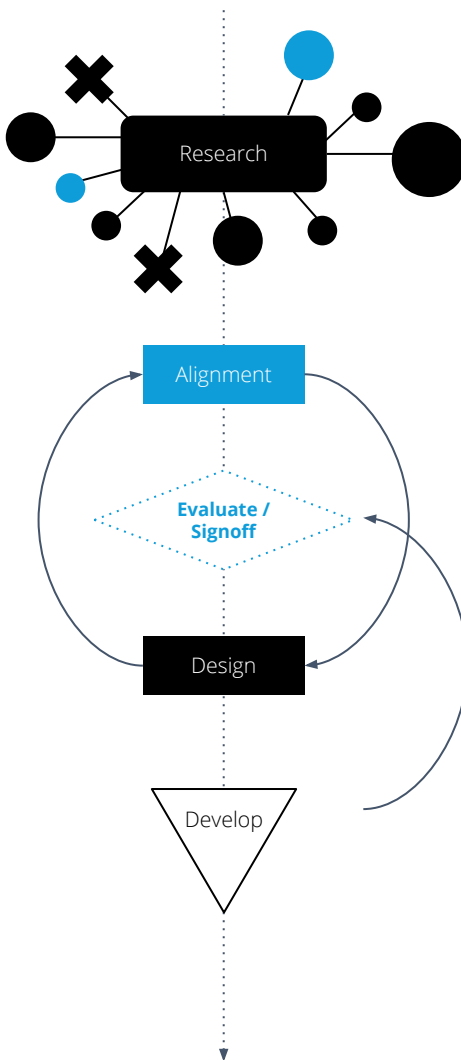 Research
Alignment
Evaluate /
Signoff
Design
Develop